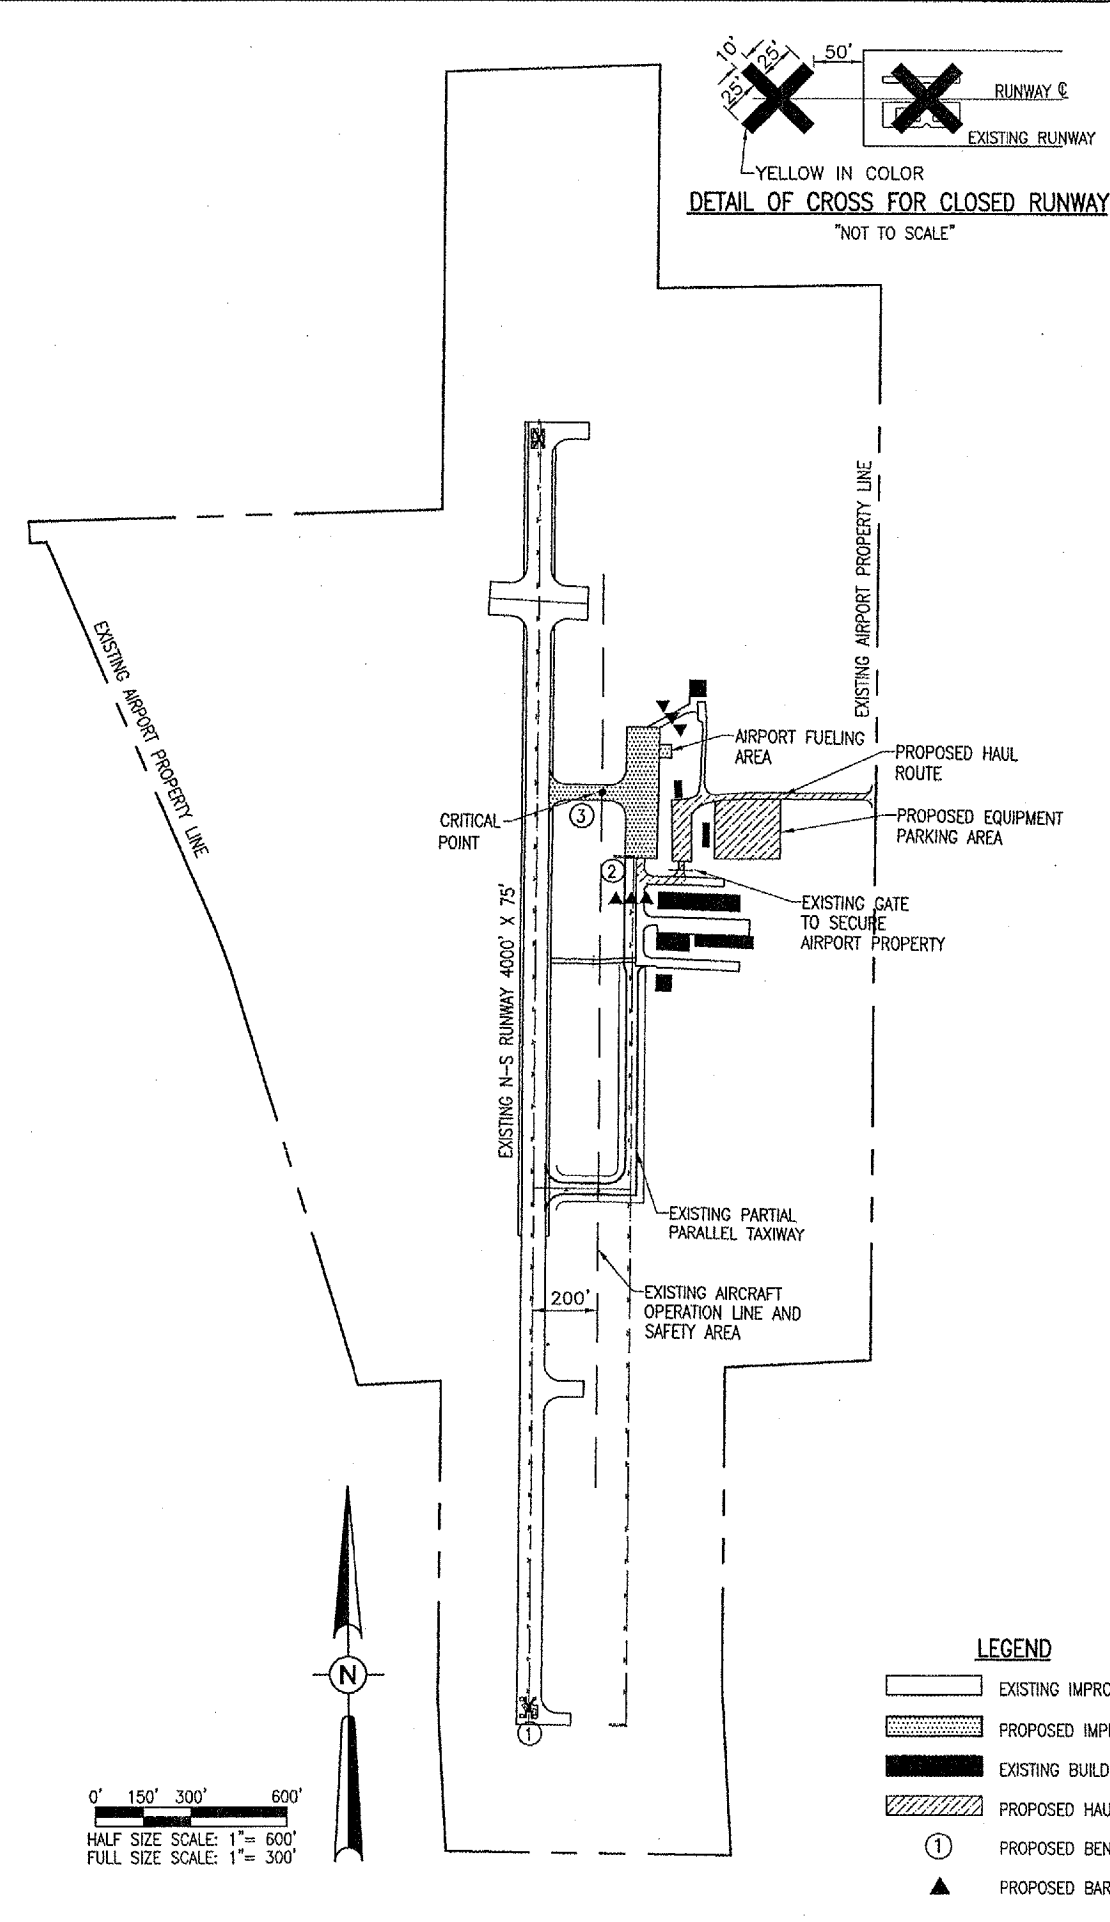 10'
25'
25'
50'
RUNWAY ℄
EXISTING RUNWAY
YELLOW IN COLOR
DETAIL OF CROSS FOR CLOSED RUNWAY
"NOT TO SCALE"
EXISTING AIRPORT PROPERTY LINE
EXISTING AIRPORT PROPERTY LINE
AIRPORT FUELING
AREA
PROPOSED HAUL
ROUTE
CRITICAL
POINT
3
PROPOSED EQUIPMENT
PARKING AREA
2
EXISTING GATE
TO SECURE
AIRPORT PROPERTY
EXISTING N-S RUNWAY 4000' X 75'
EXISTING PARTIAL
PARALLEL TAXIWAY
EXISTING AIRCRAFT
OPERATION LINE AND
SAFETY AREA
200'
N
1
0' 150' 300' 600'
HALF SIZE SCALE: 1"= 600'
FULL SIZE SCALE: 1"= 300'
LEGEND
EXISTING IMPRO
PROPOSED IMP
EXISTING BUILD
PROPOSED HAU
1 PROPOSED BEN
PROPOSED BAR